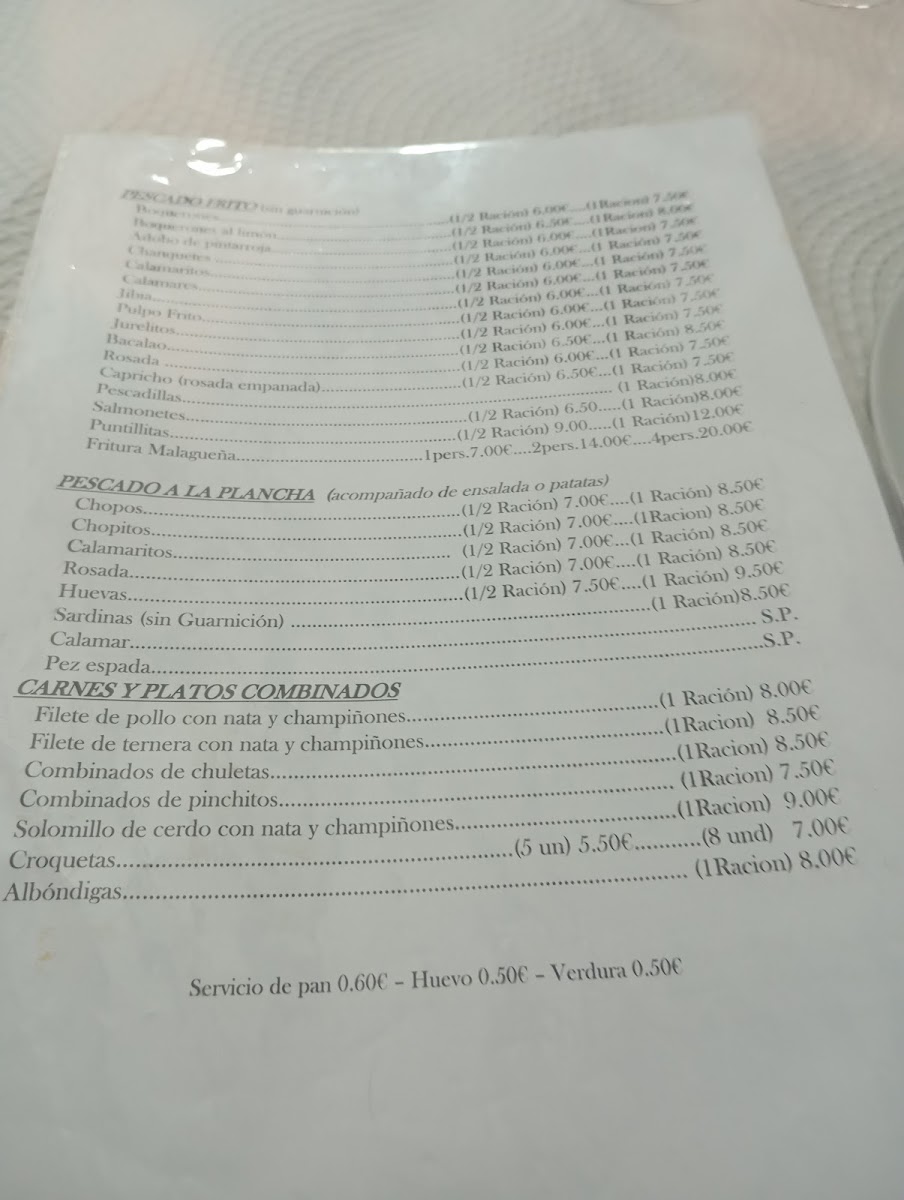 PESCADO FRITO (sin guarnición)
Boquerones..............................(1/2 Ración) 6.00€....(1Racion) 7.50€
Boquerones al limón..............................(1/2 Ración) 6.50€...(1Racion) 8.00€
Adobo de pintarroja..............................(1/2 Ración) 6.00€....(1Racion) 7.50€
Chanquetes ..............................(1/2 Ración) 6.00€...(1 Ración) 7.50€
Calamaritos..............................(1/2 Ración) 6.00€...(1 Ración) 7.50€
Calamares..............................(1/2 Ración) 6.00€...(1 Ración) 7.50€
Jibia..............................(1/2 Ración) 6.00€...(1 Ración) 7.50€
Pulpo Frito..............................(1/2 Ración) 6.00€...(1 Ración) 7.50€
Jurelitos..............................(1/2 Ración) 6.00€...(1 Ración) 7.50€
Bacalao..............................(1/2 Ración) 6.50€...(1 Ración) 8.50€
Rosada ..............................(1/2 Ración) 6.00€...(1 Ración) 7.50€
Capricho (rosada empanada)..............................(1/2 Ración) 6.50€...(1 Ración) 7.50€
Pescadillas.............................. (1 Ración)8.00€
Salmonetes..............................(1/2 Ración) 6.50.....(1 Ración)8.00€
Puntillitas..............................(1/2 Ración) 9.00.....(1 Ración)12.00€
Fritura Malagueña..............................1pers.7.00€....2pers.14.00€....4pers.20.00€
PESCADO A LA PLANCHA (acompañado de ensalada o patatas)
Chopos..............................(1/2 Ración) 7.00€....(1 Ración) 8.50€
Chopitos..............................(1/2 Ración) 7.00€....(1Racion) 8.50€
Calamaritos.............................. (1/2 Ración) 7.00€...(1 Ración) 8.50€
Rosada..............................(1/2 Ración) 7.00€....(1 Ración) 8.50€
Huevas..............................(1/2 Ración) 7.50€....(1 Ración) 9.50€
Sardinas (sin Guarnición) ..............................(1 Ración)8.50€
Calamar.............................. S.P.
Pez espada..............................S.P.
CARNES Y PLATOS COMBINADOS
Filete de pollo con nata y champiñones..............................(1 Ración) 8.00€
Filete de ternera con nata y champiñones..............................(1Racion) 8.50€
Combinados de chuletas..............................(1Racion) 8.50€
Combinados de pinchitos.............................. (1Racion) 7.50€
Solomillo de cerdo con nata y champiñones..............................(1Racion) 9.00€
Croquetas..............................(5 un) 5.50€...........(8 und) 7.00€
Albóndigas.............................. (1Racion) 8.00€
Servicio de pan 0.60€ – Huevo 0.50€ – Verdura 0.50€